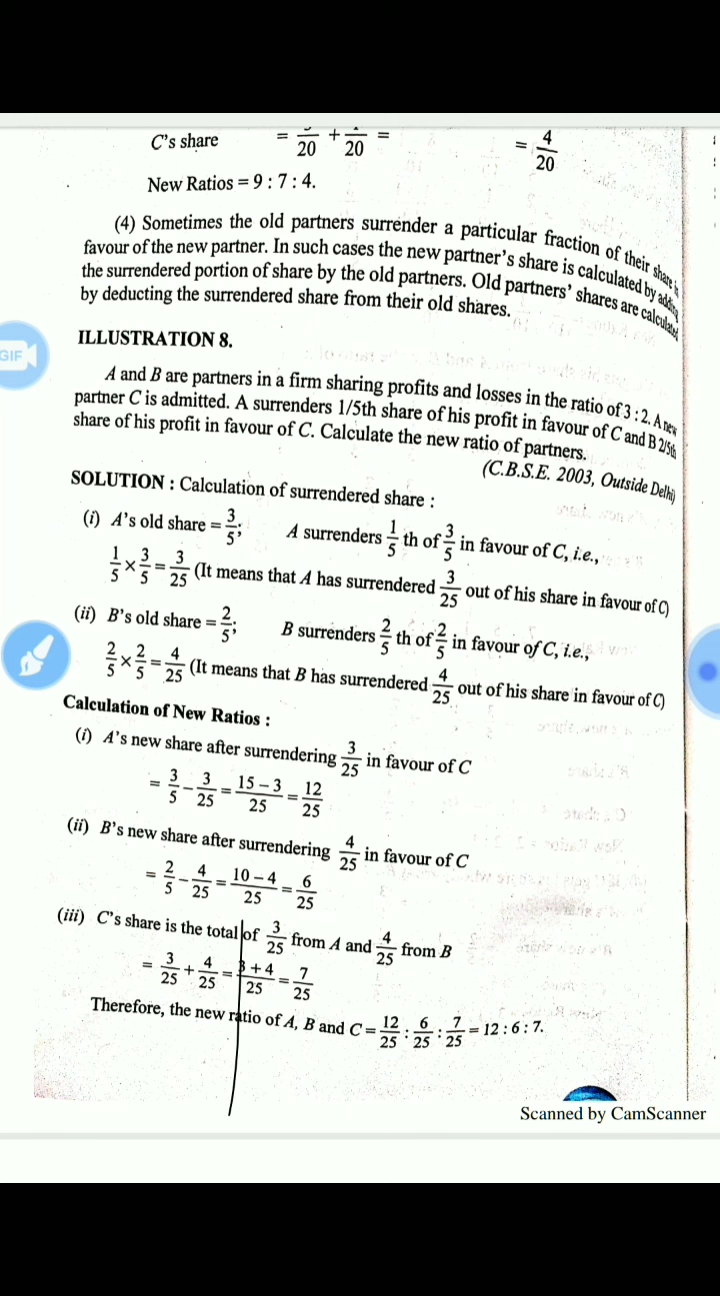 C's share = /20 + /20 = = 4/20
New Ratios = 9 : 7 : 4.
(4) Sometimes the old partners surrender a particular fraction of their share in
favour of the new partner. In such cases the new partner's share is calculated by adding
the surrendered portion of share by the old partners. Old partners' shares are calculated
by deducting the surrendered share from their old shares.
ILLUSTRATION 8.
GIF
A and B are partners in a firm sharing profits and losses in the ratio of 3 : 2. A new
partner C is admitted. A surrenders 1/5th share of his profit in favour of C and B 2/5th
share of his profit in favour of C. Calculate the new ratio of partners.
(C.B.S.E. 2003, Outside Delhi)
SOLUTION : Calculation of surrendered share :
(i) A's old share = 3/5; A surrenders 1/5 th of 3/5 in favour of C, i.e.,
1/5 × 3/5 = 3/25 (It means that A has surrendered 3/25 out of his share in favour of C)
(ii) B's old share = 2/5; B surrenders 2/5 th of 2/5 in favour of C, i.e.,
2/5 × 2/5 = 4/25 (It means that B has surrendered 4/25 out of his share in favour of C)
Calculation of New Ratios :
(i) A's new share after surrendering 3/25 in favour of C
= 3/5 – 3/25 = 15 – 3/25 = 12/25
(ii) B's new share after surrendering 4/25 in favour of C
= 2/5 – 4/25 = 10 – 4/25 = 6/25
(iii) C's share is the total of 3/25 from A and 4/25 from B
= 3/25 + 4/25 = 3 + 4/25 = 7/25
Therefore, the new ratio of A, B and C = 12/25 : 6/25 : 7/25 = 12 : 6 : 7.
Scanned by CamScanner